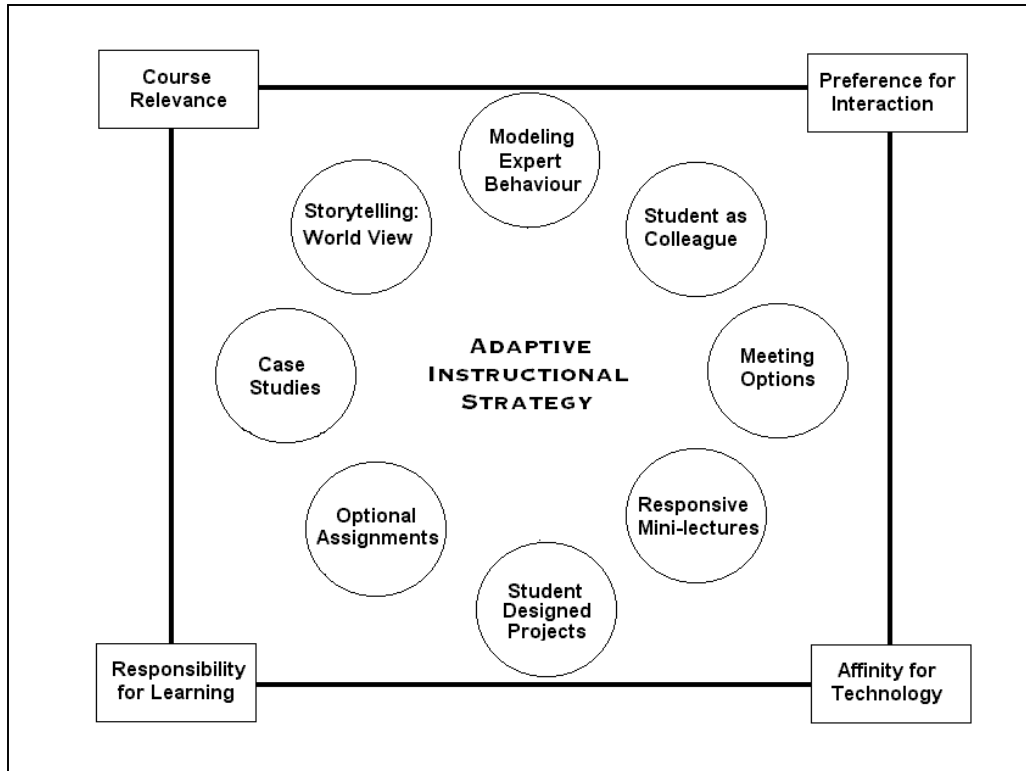 Course
Relevance
Preference for
Interaction
Modeling
Expert
Behaviour
Storytelling:
World View
Student as
Colleague
Case
Studies
ADAPTIVE
INSTRUCTIONAL
STRATEGY
Meeting
Options
Optional
Assignments
Responsive
Mini-lectures
Student
Designed
Projects
Responsibility
for Learning
Affinity for
Technology